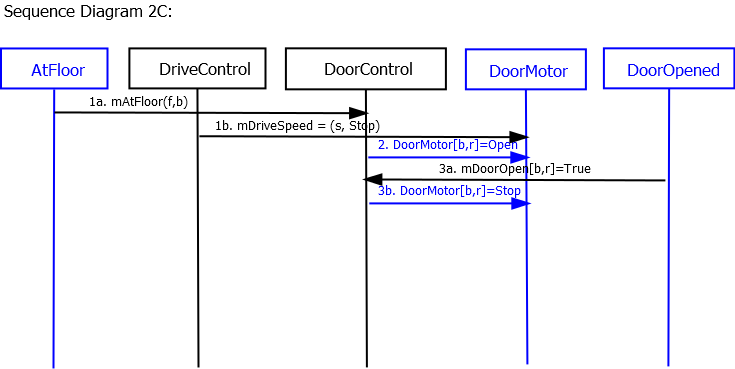 Sequence Diagram 2C:
AtFloor
DriveControl
DoorControl
DoorMotor
DoorOpened
1a. mAtFloor(f,b)
1b. mDriveSpeed = (s, Stop)
2. DoorMotor[b,r]=Open
3a. mDoorOpen[b,r]=True
3b. DoorMotor[b,r]=Stop